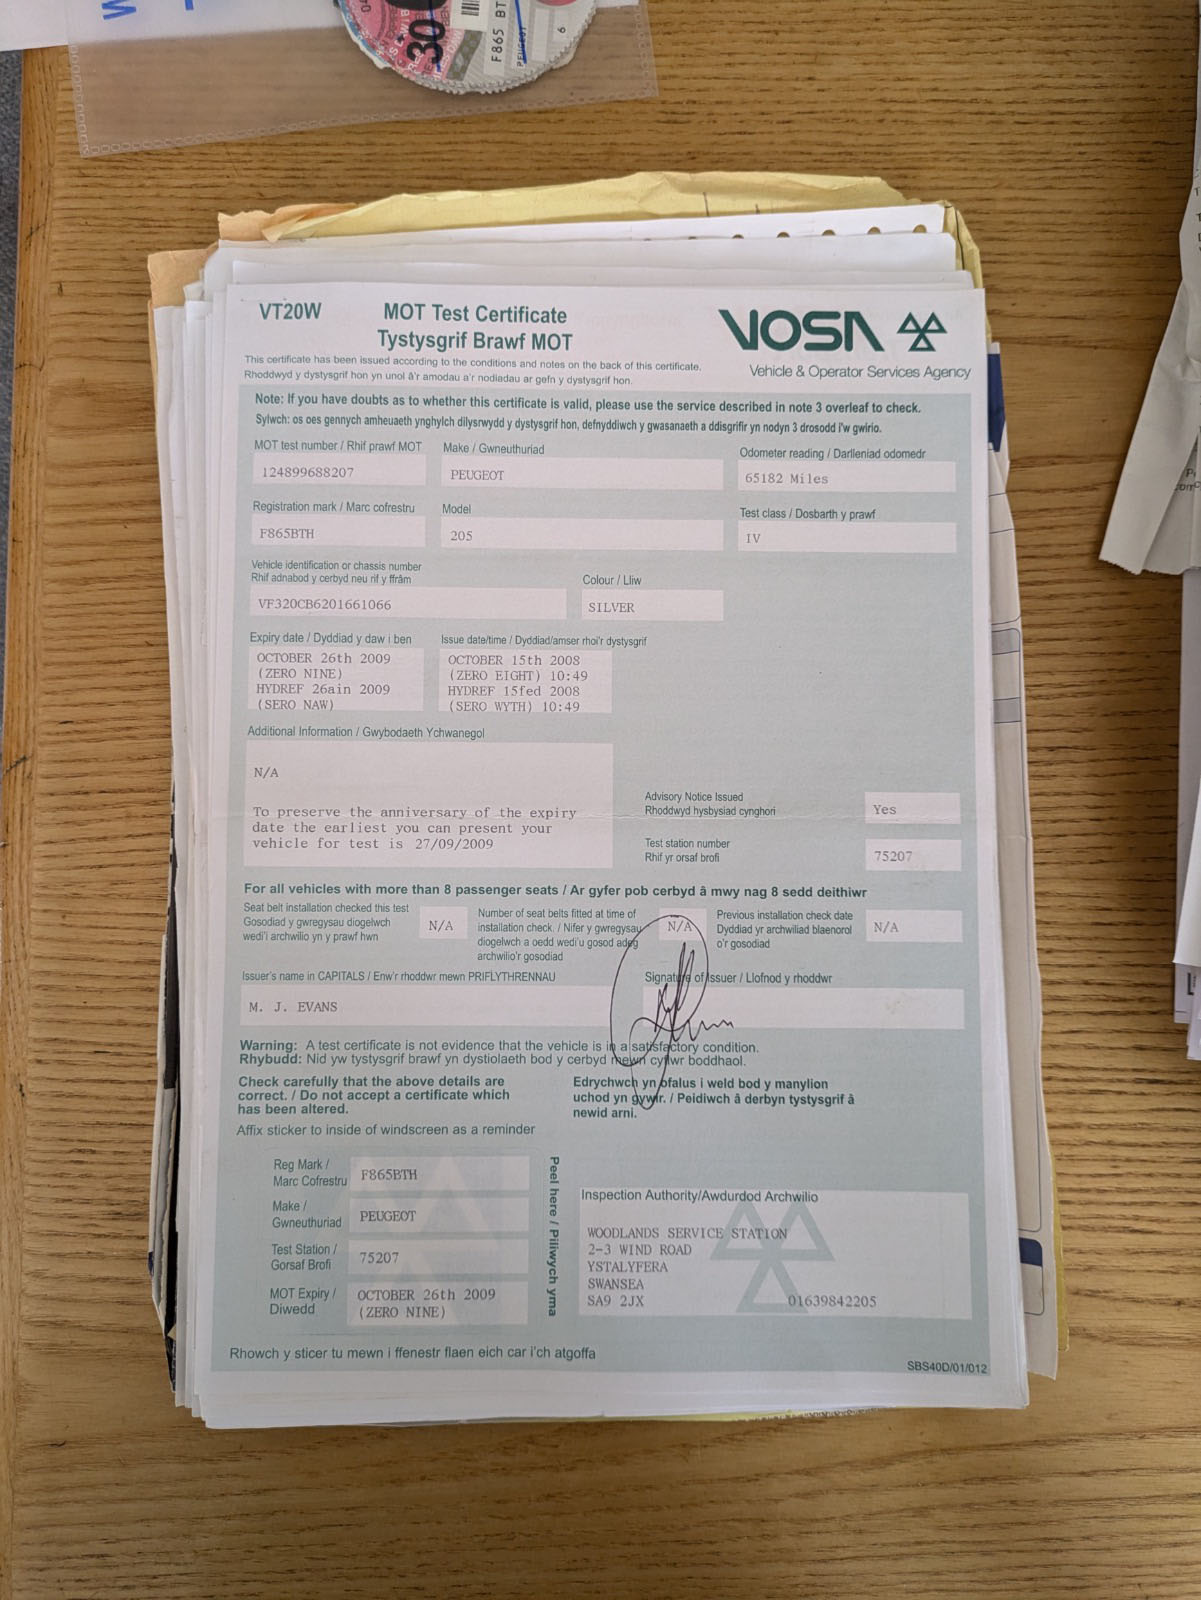 30
F865 BT
PEUGEOT
6
VT20W
MOT Test Certificate
Tystysgrif Brawf MOT
VOSA
Vehicle & Operator Services Agency
This certificate has been issued according to the conditions and notes on the back of this certificate.
Rhoddwyd y dystysgrif hon yn unol â'r amodau a'r nodiadau ar gefn y dystysgrif hon.
Note: If you have doubts as to whether this certificate is valid, please use the service described in note 3 overleaf to check.
Sylwch: os oes gennych amheuaeth ynghylch dilysrwydd y dystysgrif hon, defnyddiwch y gwasanaeth a ddisgrifir yn nodyn 3 drosodd i'w gwirio.
MOT test number / Rhif prawf MOT
124899688207
Make / Gwneuthuriad
PEUGEOT
Odometer reading / Darlleniad odomedr
65182 Miles
Registration mark / Marc cofrestru
F865BTH
Model
205
Test class / Dosbarth y prawf
IV
Vehicle identification or chassis number
Rhif adnabod y cerbyd neu rif y ffrâm
VF320CB6201661066
Colour / Lliw
SILVER
Expiry date / Dyddiad y daw i ben
OCTOBER 26th 2009
(ZERO NINE)
HYDREF 26ain 2009
(SERO NAW)
Issue date/time / Dyddiad/amser rhoi'r dystysgrif
OCTOBER 15th 2008
(ZERO EIGHT) 10:49
HYDREF 15fed 2008
(SERO WYTH) 10:49
Additional Information / Gwybodaeth Ychwanegol
N/A
To preserve the anniversary of the expiry
date the earliest you can present your
vehicle for test is 27/09/2009
Advisory Notice Issued
Rhoddwyd hysbysiad cynghori
Yes
Test station number
Rhif yr orsaf brofi
75207
For all vehicles with more than 8 passenger seats / Ar gyfer pob cerbyd â mwy nag 8 sedd deithiwr
Seat belt installation checked this test
Gosodiad y gwregysau diogelwch
wedi'i archwilio yn y prawf hwn
N/A
Number of seat belts fitted at time of
installation check. / Nifer y gwregysau
diogelwch a oedd wedi'u gosod adeg
archwilio'r gosodiad
N/A
Previous installation check date
Dyddiad yr archwiliad blaenorol
o'r gosodiad
N/A
Issuer's name in CAPITALS / Enw'r rhoddwr mewn PRIFLYTHRENNAU
M. J. EVANS
Signature of Issuer / Llofnod y rhoddwr
Warning: A test certificate is not evidence that the vehicle is in a satisfactory condition.
Rhybudd: Nid yw tystysgrif brawf yn dystiolaeth bod y cerbyd mewn cyflwr boddhaol.
Check carefully that the above details are
correct. / Do not accept a certificate which
has been altered.
Edrychwch yn ofalus i weld bod y manylion
uchod yn gywir. / Peidiwch â derbyn tystysgrif â
newid arni.
Affix sticker to inside of windscreen as a reminder
Reg Mark /
Marc Cofrestru
F865BTH
Make /
Gwneuthuriad
PEUGEOT
Test Station /
Gorsaf Brofi
75207
MOT Expiry /
Diwedd
OCTOBER 26th 2009
(ZERO NINE)
Peel here / Piliwych yma
Inspection Authority/Awdurdod Archwilio
WOODLANDS SERVICE STATION
2-3 WIND ROAD
YSTALYFERA
SWANSEA
SA9 2JX 01639842205
Rhowch y sticer tu mewn i ffenestr flaen eich car i'ch atgoffa
SBS40D/01/012